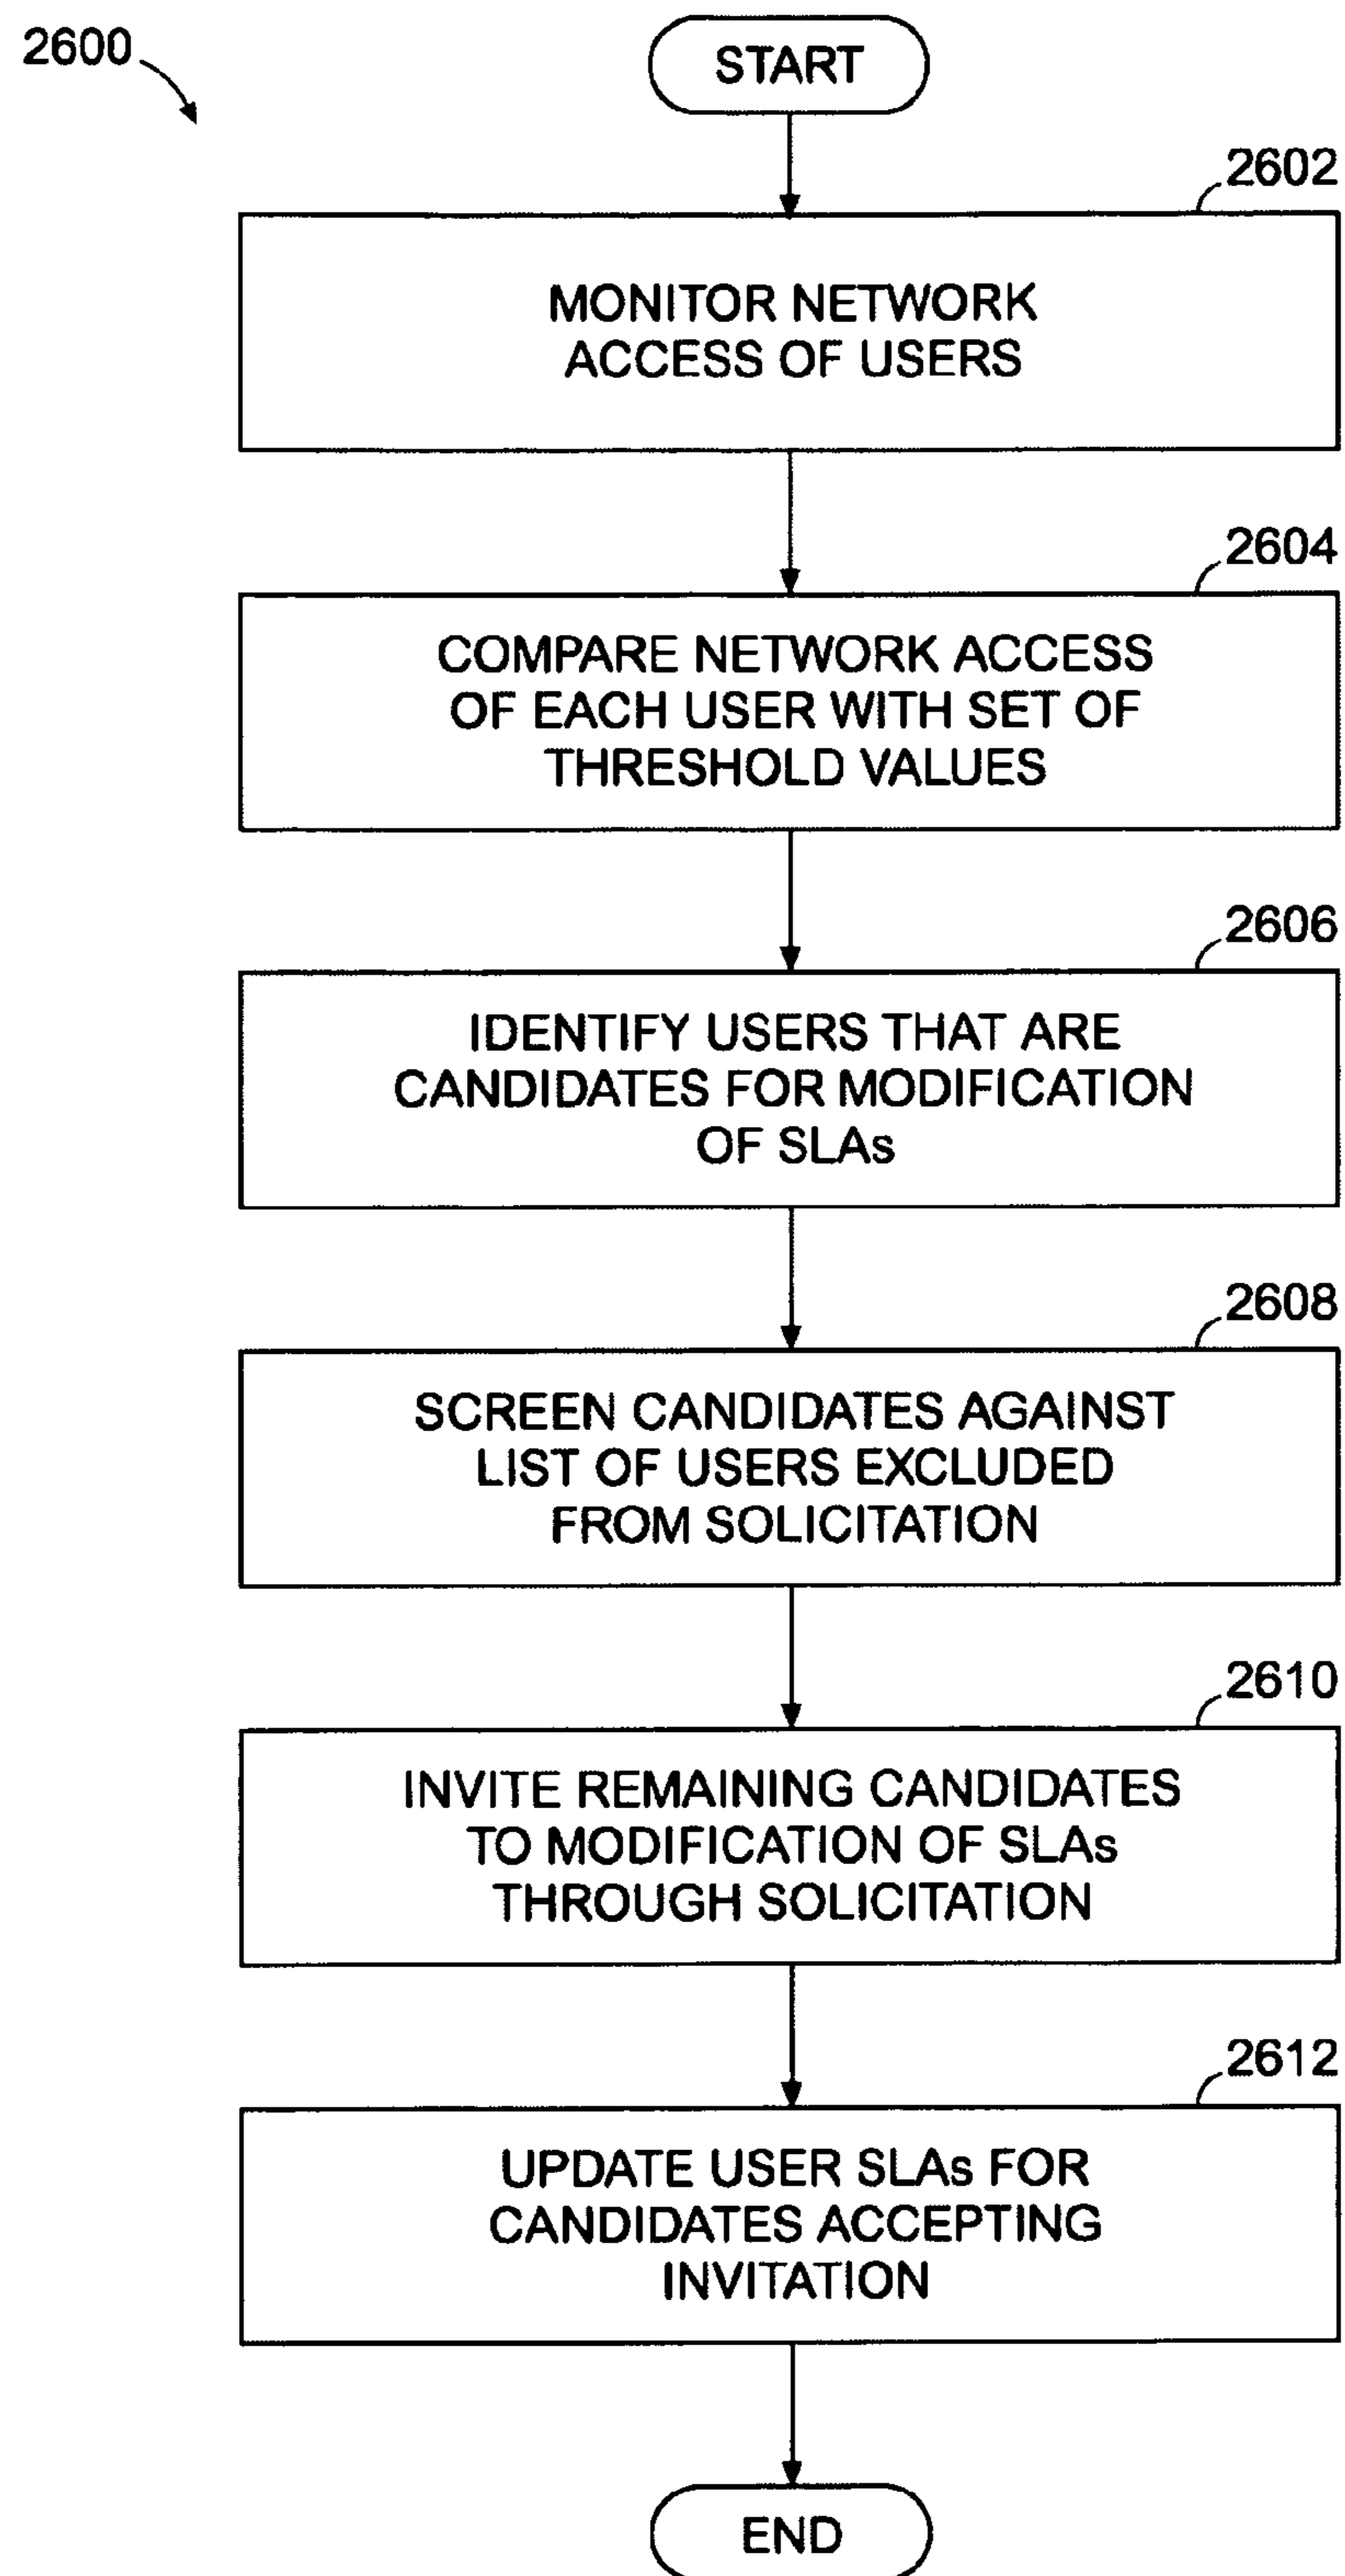 2600
START
2602
MONITOR NETWORK
ACCESS OF USERS
2604
COMPARE NETWORK ACCESS
OF EACH USER WITH SET OF
THRESHOLD VALUES
2606
IDENTIFY USERS THAT ARE
CANDIDATES FOR MODIFICATION
OF SLAs
2608
SCREEN CANDIDATES AGAINST
LIST OF USERS EXCLUDED
FROM SOLICITATION
2610
INVITE REMAINING CANDIDATES
TO MODIFICATION OF SLAs
THROUGH SOLICITATION
2612
UPDATE USER SLAs FOR
CANDIDATES ACCEPTING
INVITATION
END